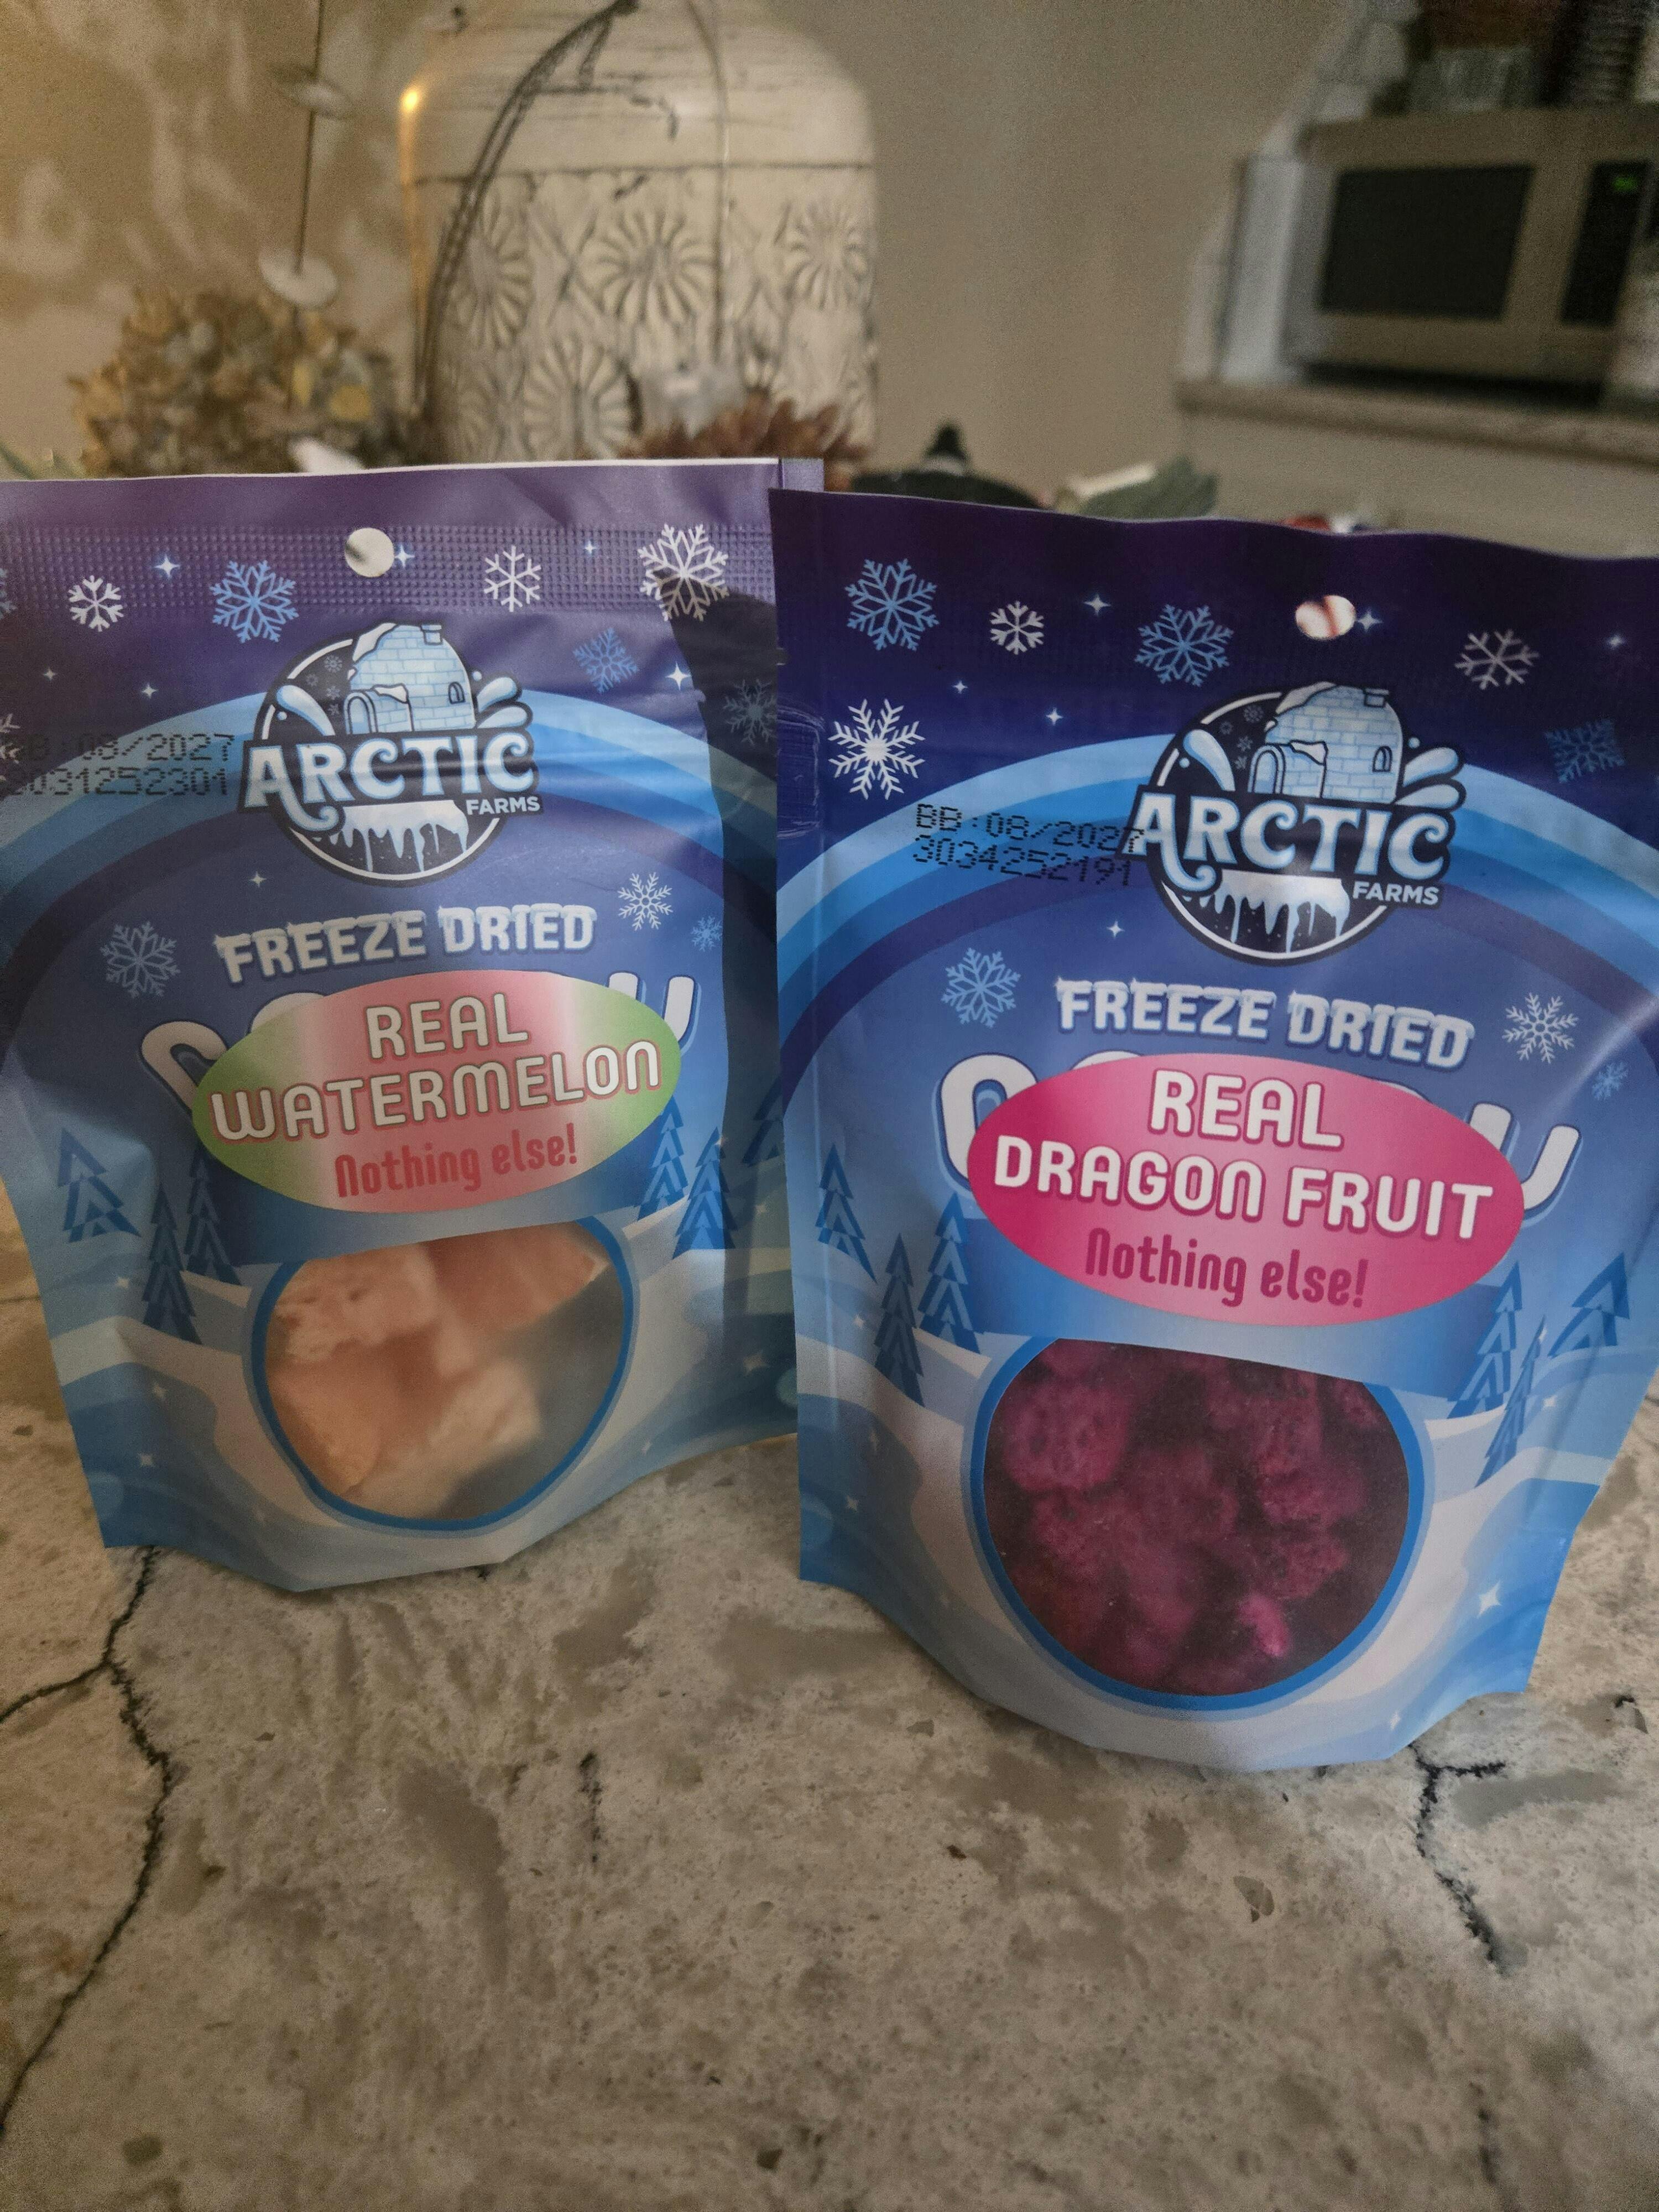 08/2027
3031252301
ARCTIC
FARMS
FREEZE DRIED
REAL
WATERMELON
Nothing else!
BB:08/2027
3034252191
ARCTIC
FARMS
FREEZE DRIED
REAL
DRAGON FRUIT
Nothing else!